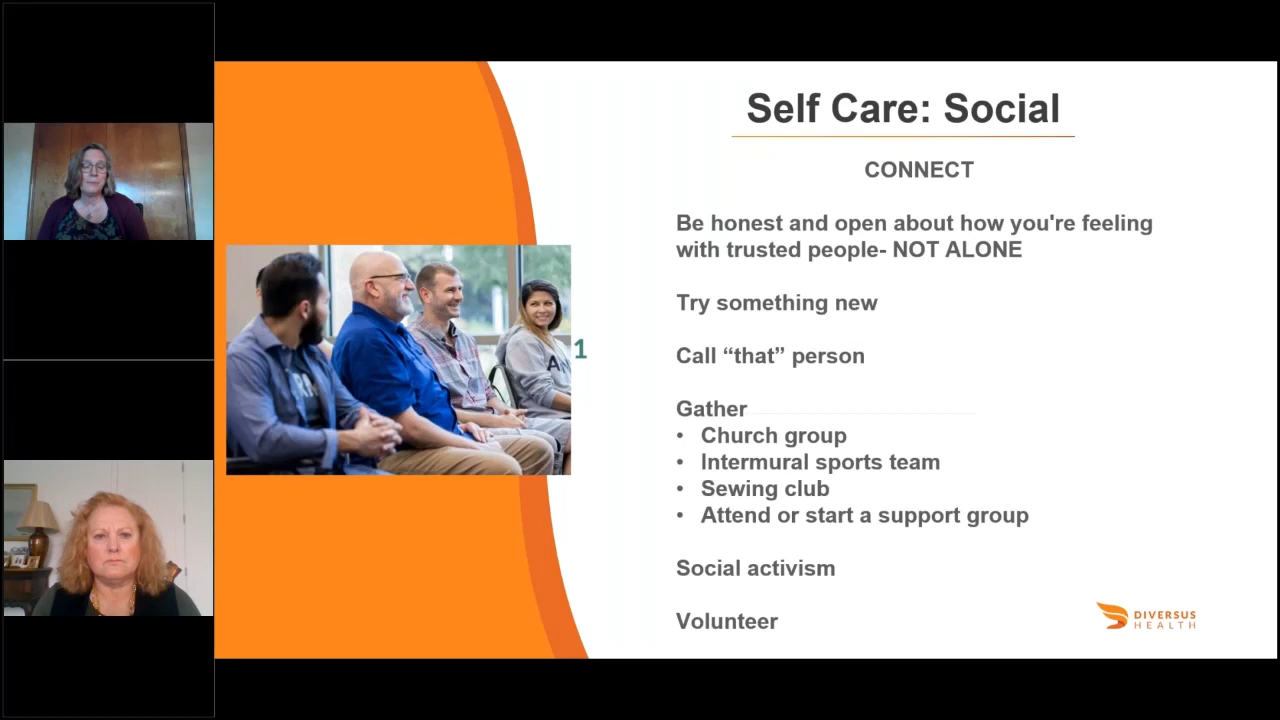 Self Care: Social
CONNECT
Be honest and open about how you're feeling
with trusted people- NOT ALONE
Try something new
Call “that” person
Gather
• Church group
• Intermural sports team
• Sewing club
• Attend or start a support group
Social activism
Volunteer
1
DIVERSUS
HEALTH